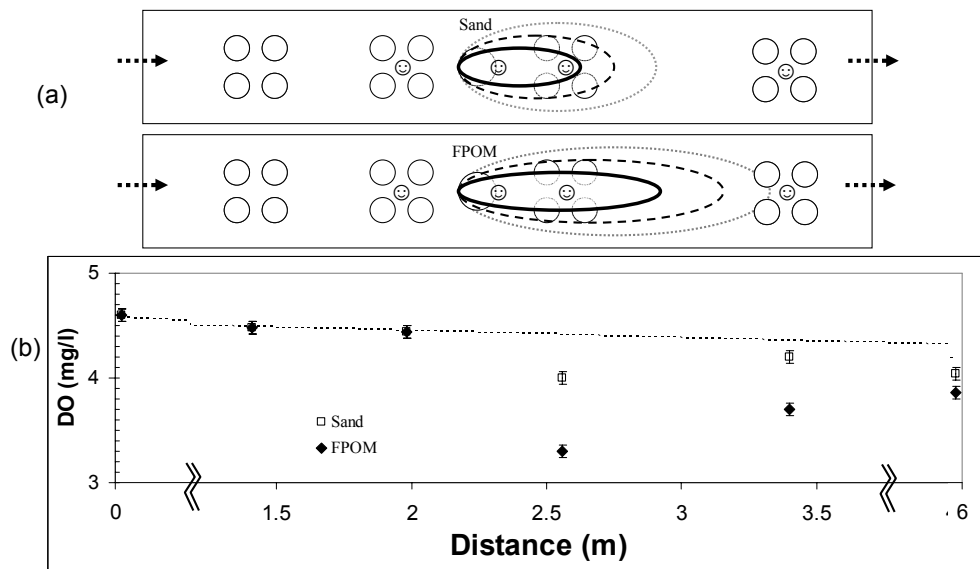 (a)
Sand
FPOM
(b)
DO (mg/l)
5
4
3
Sand
FPOM
0 1.5 2 2.5 3 3.5 6
Distance (m)